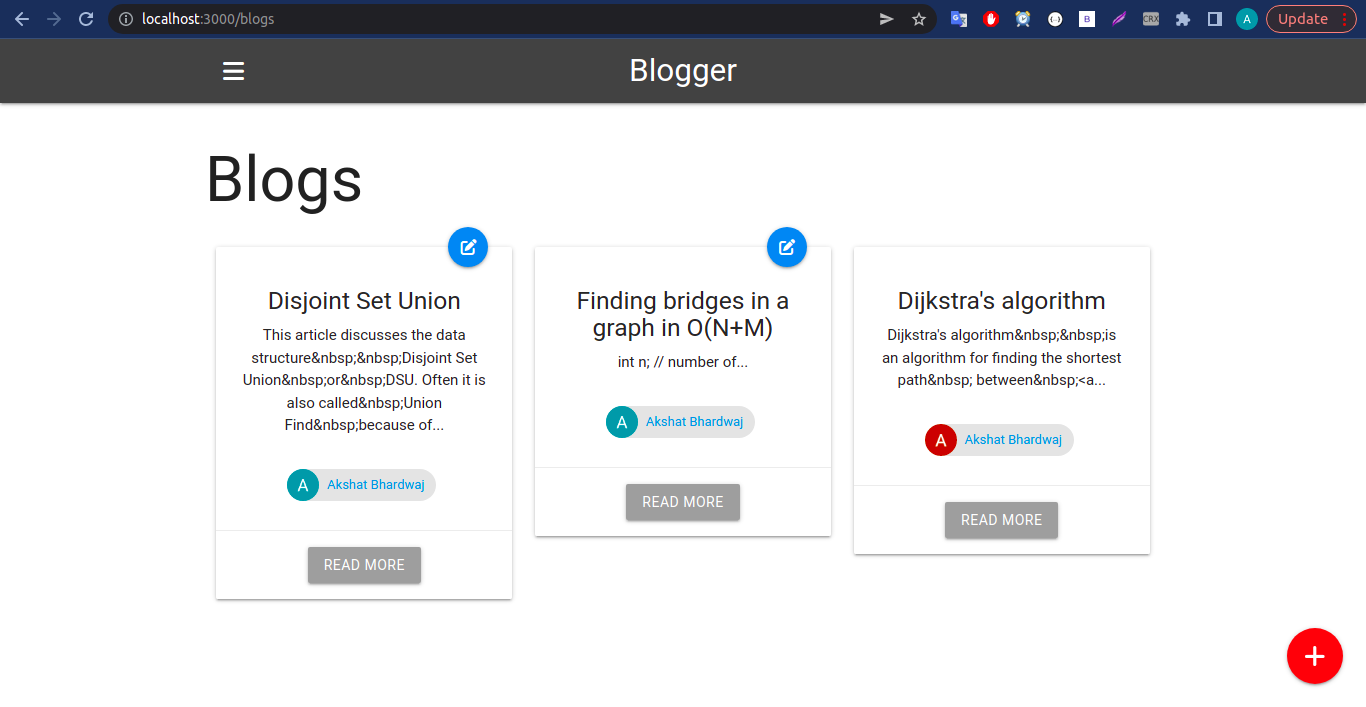 localhost:3000/blogs
A
Update
Blogger
Blogs
Disjoint Set Union
This article discusses the data
structure&nbsp;&nbsp;Disjoint Set
Union&nbsp;or&nbsp;DSU. Often it is
also called&nbsp;Union
Find&nbsp;because of...
A Akshat Bhardwaj
READ MORE
Finding bridges in a
graph in O(N+M)
int n; // number of...
A Akshat Bhardwaj
READ MORE
Dijkstra's algorithm
Dijkstra's algorithm&nbsp;&nbsp;is
an algorithm for finding the shortest
path&nbsp; between&nbsp;<a...
A Akshat Bhardwaj
READ MORE